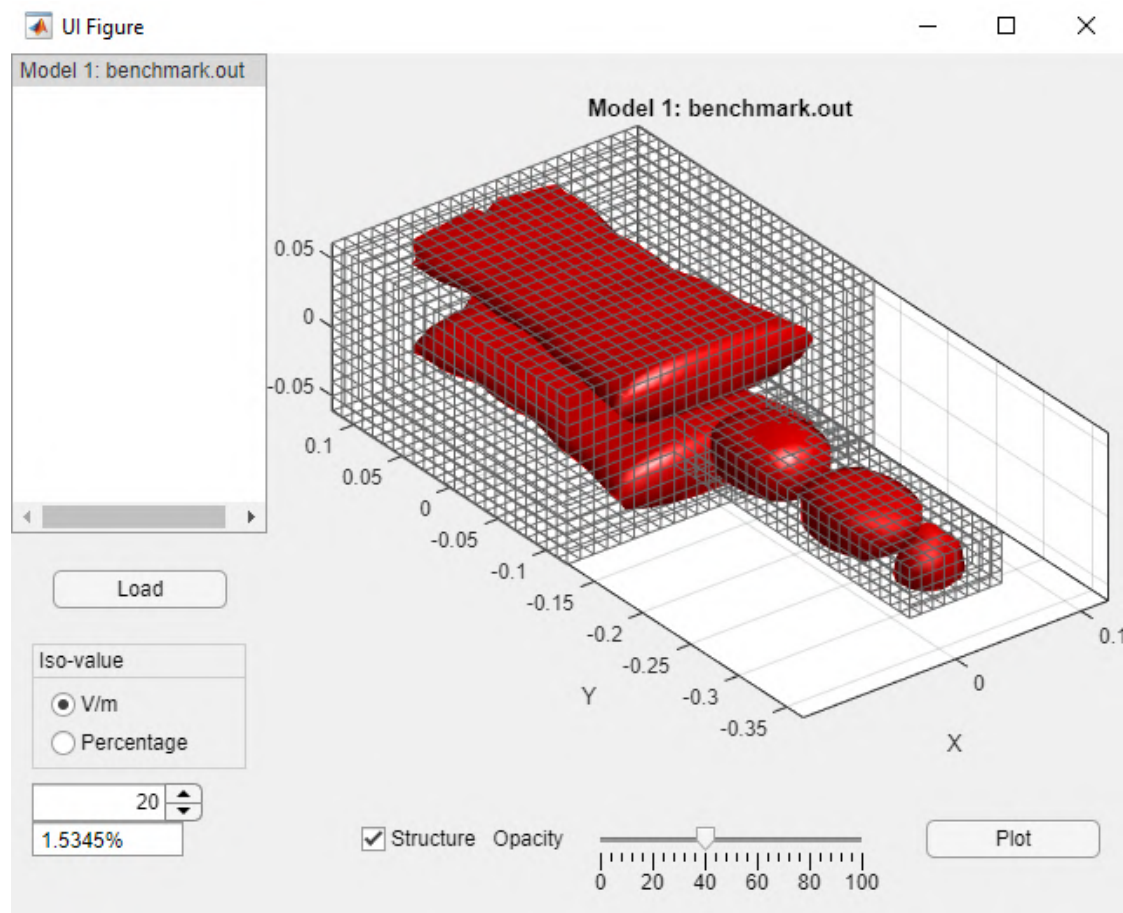 UI Figure
Model 1: benchmark.out
Model 1: benchmark.out
0.05
0
-0.05
0.1
0.05
0
-0.05
-0.1
-0.15
-0.2
-0.25
-0.3
-0.35
Y
0.1
0
X
Load
Iso-value
V/m
Percentage
20
1.5345%
Structure Opacity
0 20 40 60 80 100
Plot